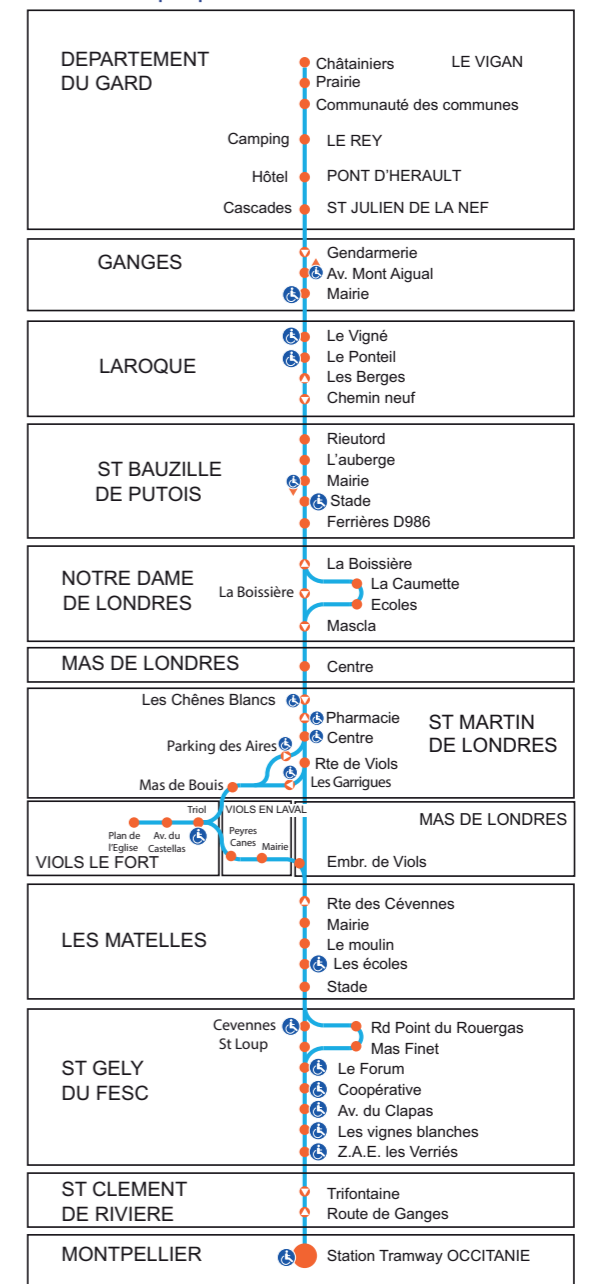 DEPARTEMENT
DU GARD
Châtainiers
LE VIGAN
Prairie
Communauté des communes
Camping
LE REY
Hôtel
PONT D'HERAULT
Cascades
ST JULIEN DE LA NEF
GANGES
Gendarmerie
Av. Mont Aigual
Mairie
LAROQUE
Le Vigné
Le Ponteil
Les Berges
Chemin neuf
ST BAUZILLE
DE PUTOIS
Rieutord
L'auberge
Mairie
Stade
Ferrières D986
NOTRE DAME
DE LONDRES
La Boissière
La Caumette
La Boissière
Ecoles
Mascla
MAS DE LONDRES
Centre
Les Chênes Blancs
Pharmacie
ST MARTIN
DE LONDRES
Centre
Parking des Aires
Rte de Viols
Les Garrigues
Mas de Bouis
Triol
VIOLS EN LAVAL
MAS DE LONDRES
Plan de
l'Eglise
Av. du
Castellas
Peyres
Canes
Mairie
VIOLS LE FORT
Embr. de Viols
LES MATELLES
Rte des Cévennes
Mairie
Le moulin
Les écoles
Stade
ST GELY
DU FESC
Cevennes
St Loup
Rd Point du Rouergas
Mas Finet
Le Forum
Coopérative
Av. du Clapas
Les vignes blanches
Z.A.E. les Verriés
ST CLEMENT
DE RIVIERE
Trifontaine
Route de Ganges
MONTPELLIER
Station Tramway OCCITANIE